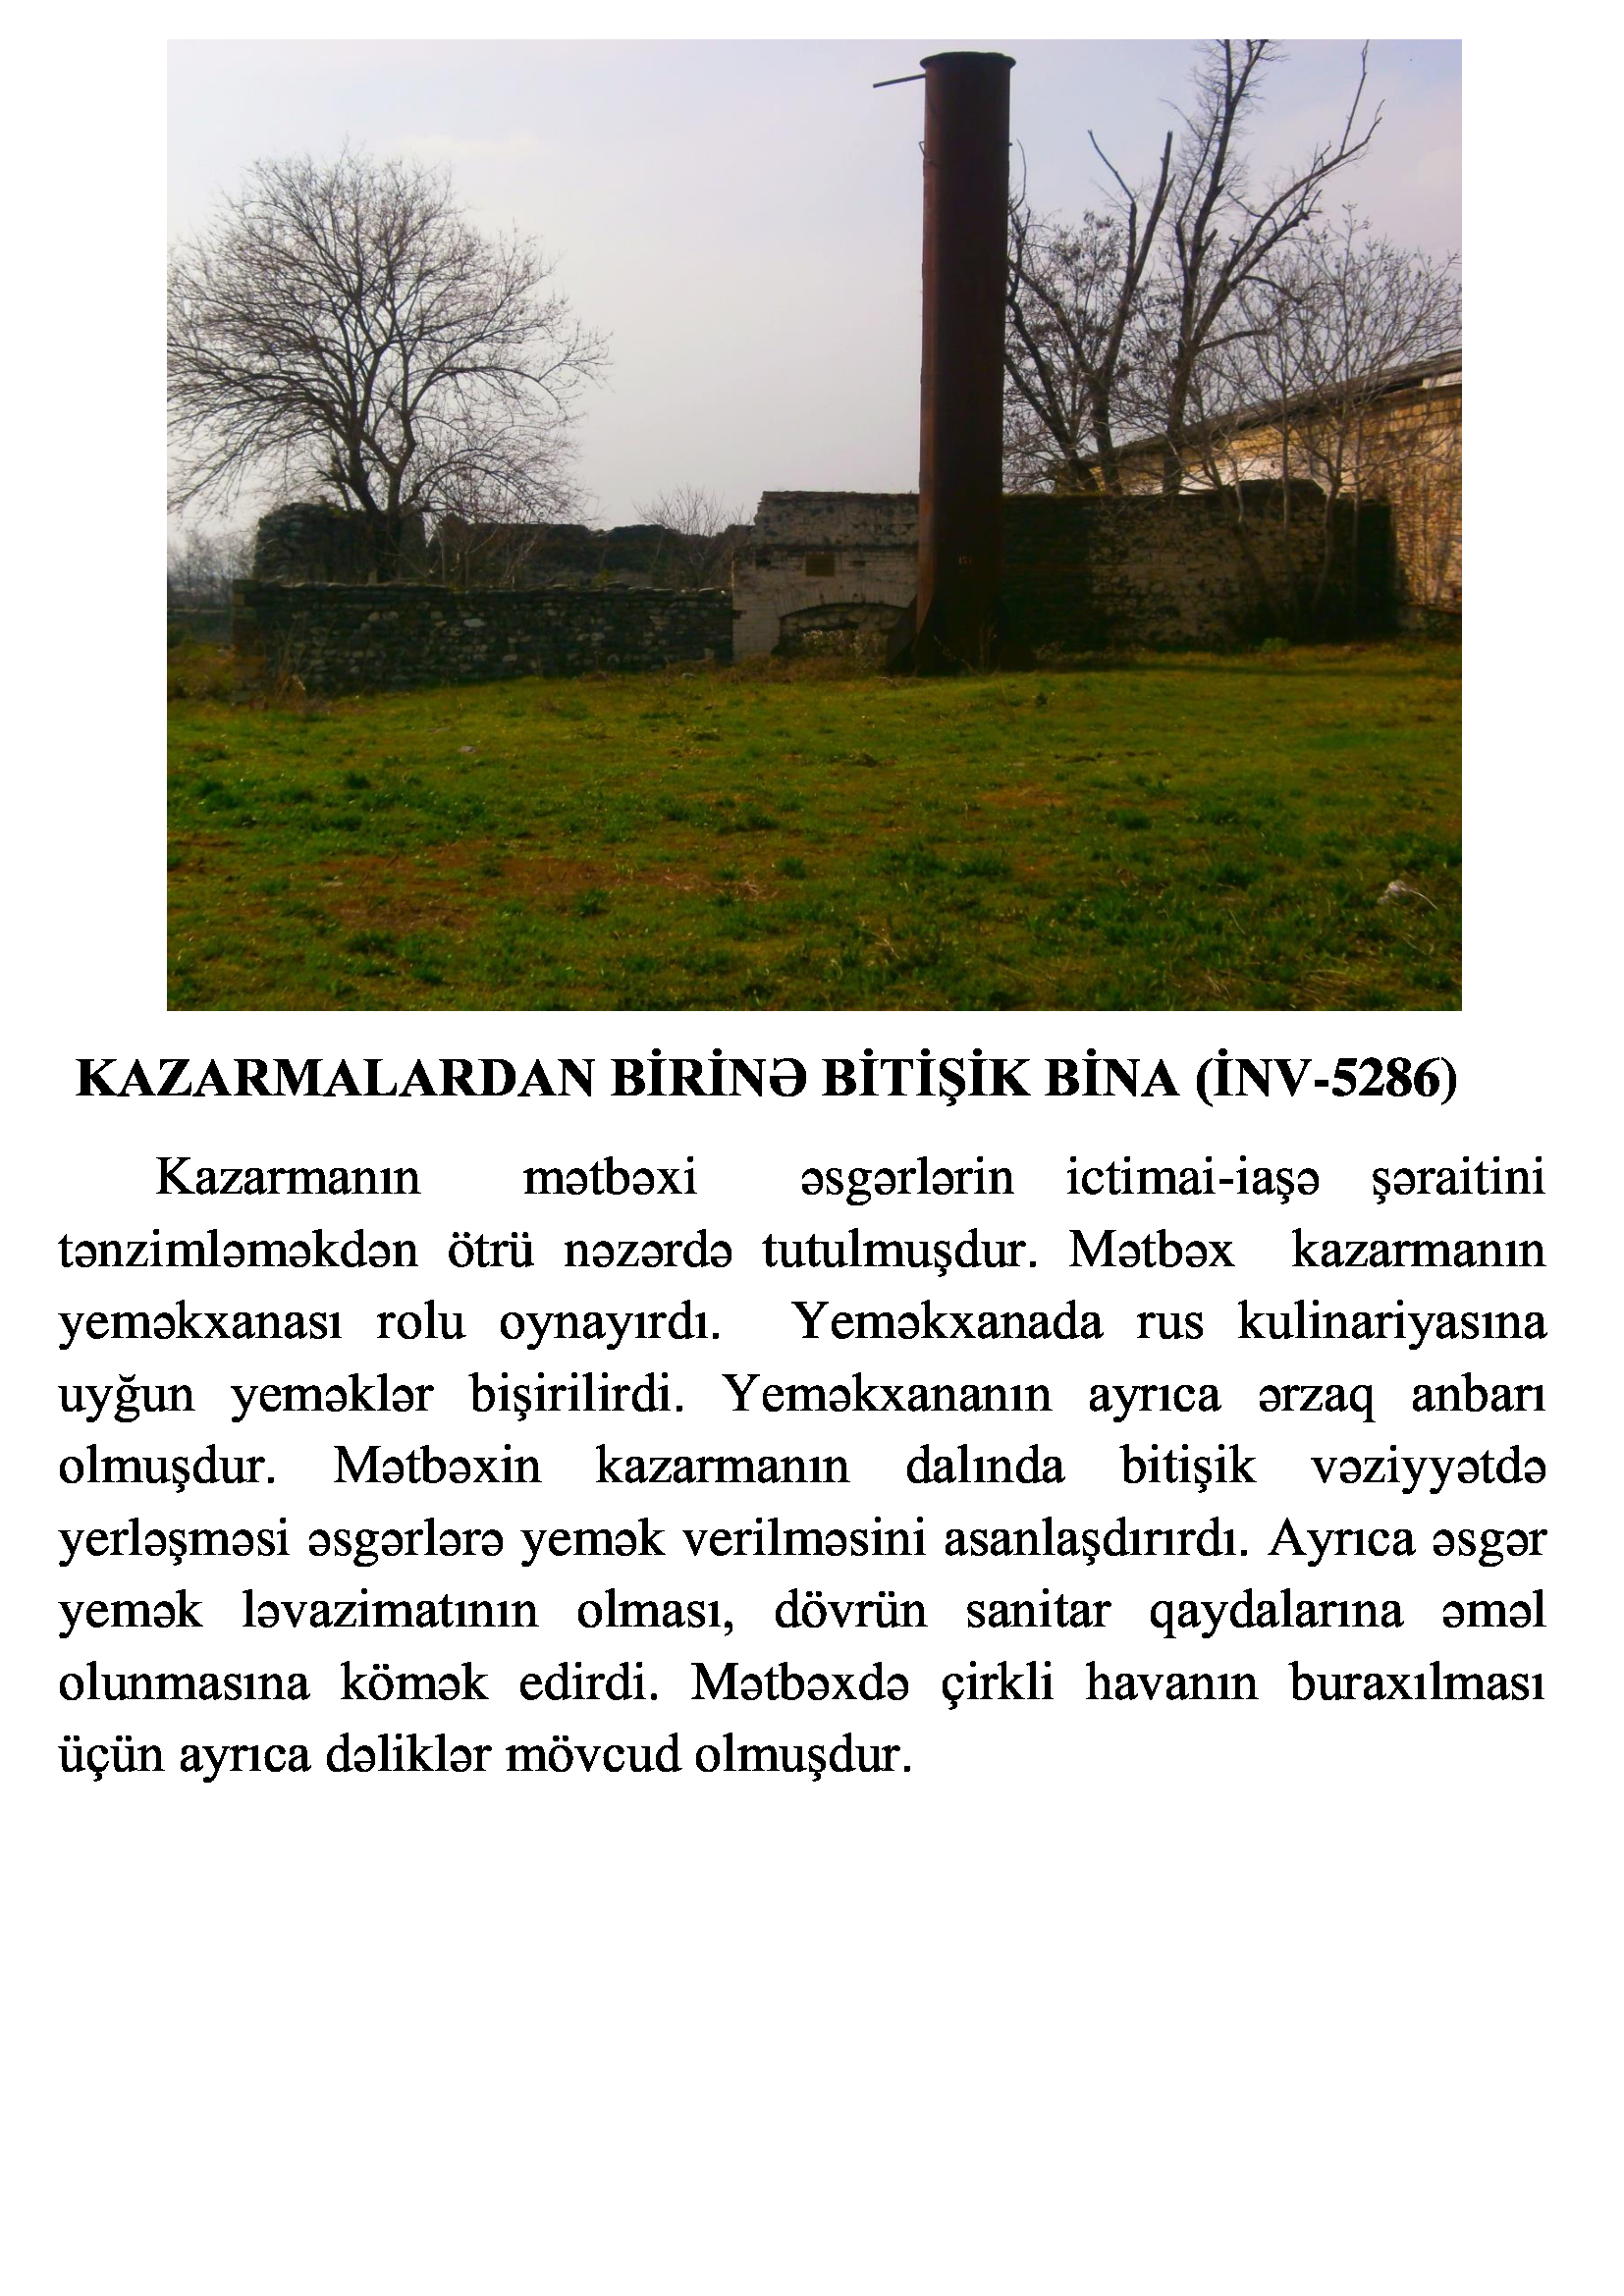 KAZARMALARDAN BİRİNƏ BİTİŞİK BİNA (İNV-5286)
Kazarmanın mətbəxi əsgərlərin ictimai-iaşə şəraitini
tənzimləməkdən ötrü nəzərdə tutulmuşdur. Mətbəx kazarmanın
yeməkxanası rolu oynayırdı. Yeməkxanada rus kulinariyasına
uyğun yeməklər bişirilirdi. Yeməkxananın ayrıca ərzaq anbarı
olmuşdur. Mətbəxin kazarmanın dalında bitişik vəziyyətdə
yerləşməsi əsgərlərə yemək verilməsini asanlaşdırırdı. Ayrıca əsgər
yemək ləvazimatının olması, dövrün sanitar qaydalarına əməl
olunmasına kömək edirdi. Mətbəxdə çirkli havanın buraxılması
üçün ayrıca dəliklər mövcud olmuşdur.